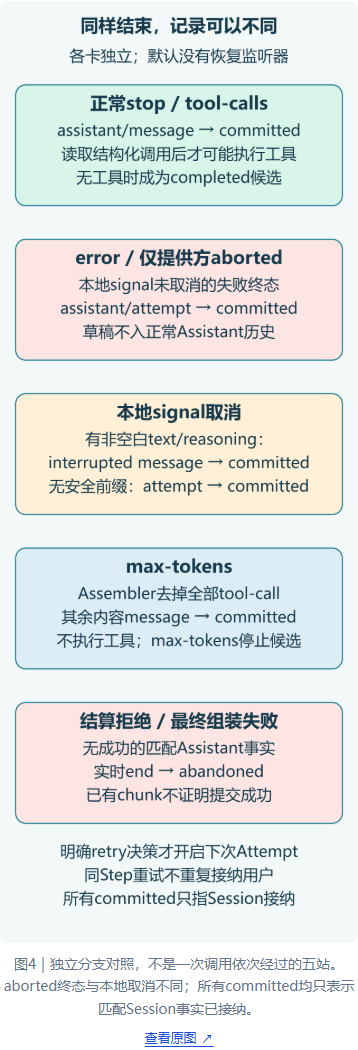 同样结束，记录可以不同
各卡独立；默认没有恢复监听器
正常stop / tool-calls
assistant/message → committed
读取结构化调用后才可能执行工具
无工具时成为completed候选
error / 仅提供方aborted
本地signal未取消的失败终态
assistant/attempt → committed
草稿不入正常Assistant历史
本地signal取消
有非空白text/reasoning：
interrupted message → committed
无安全前缀：attempt → committed
max-tokens
Assembler去掉全部tool-call
其余内容message → committed
不执行工具；max-tokens停止候选
结算拒绝 / 最终组装失败
无成功的匹配Assistant事实
实时end → abandoned
已有chunk不证明提交成功
明确retry决策才开启下次Attempt
同Step重试不重复接纳用户
所有committed只指Session接纳
图4｜独立分支对照，不是一次调用依次经过的五站。
aborted终态与本地取消不同；所有committed均只表示
匹配Session事实已接纳。
查看原图 ↗